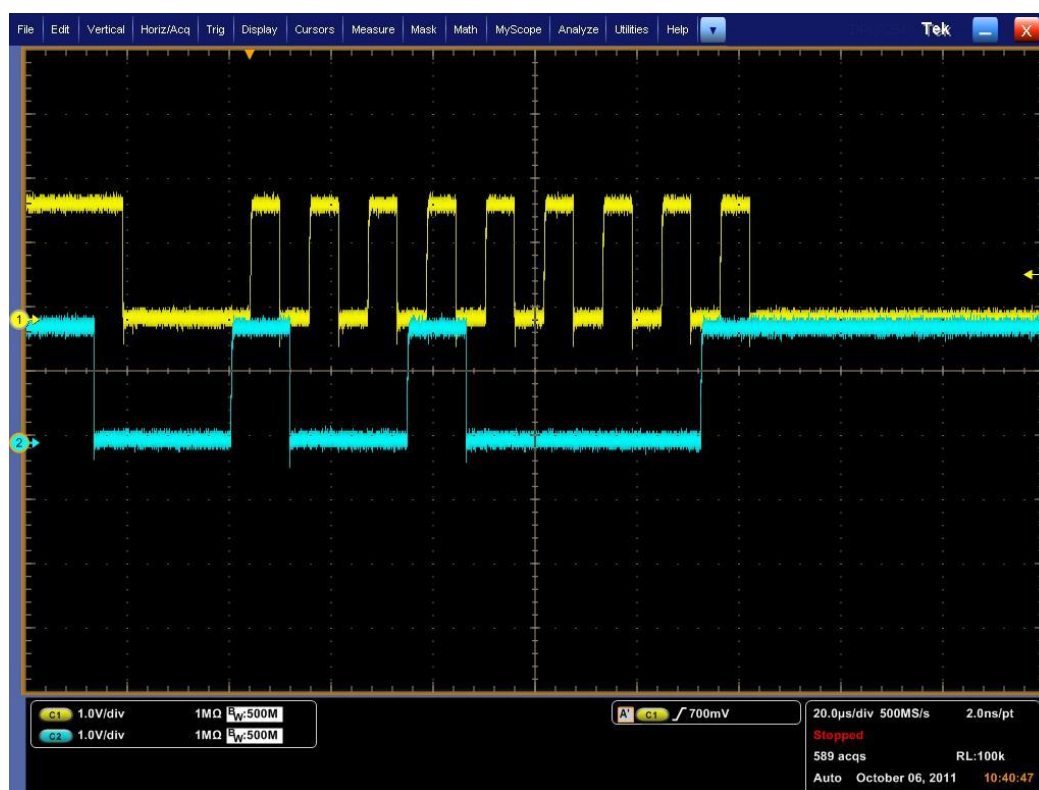 File Edit Vertical Horiz/Acq Trig Display Cursors Measure Mask Math MyScope Analyze Utilities Help Tek X
1
2
C1 1.0V/div 1MΩ BW:500M
C2 1.0V/div 1MΩ BW:500M
A' C1 700mV
20.0µs/div 500MS/s 2.0ns/pt
Stopped
589 acqs RL:100k
Auto October 06, 2011 10:40:47